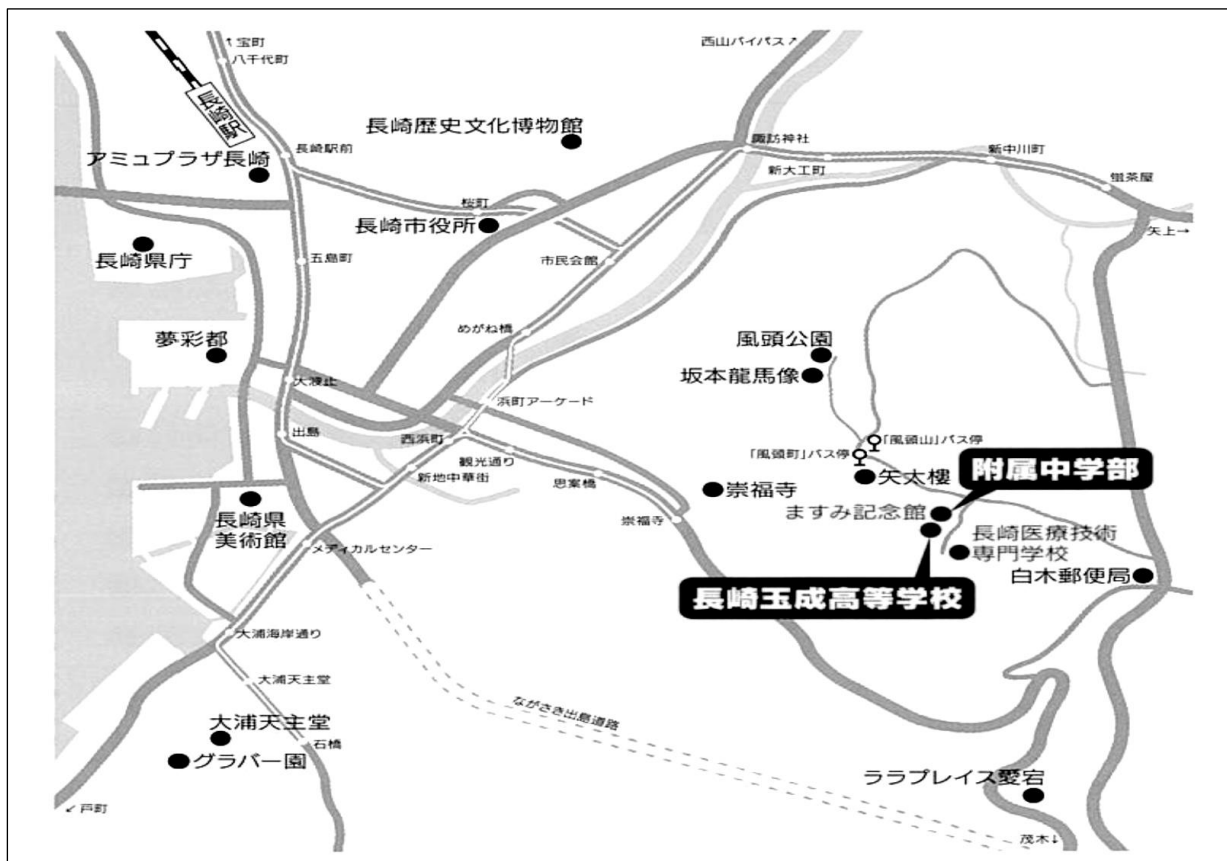 ↑宝町
八千代町
西山バイパス↗
長崎駅
長崎歴史文化博物館
諏訪神社
アミュプラザ長崎
長崎駅前
新大工町
新中川町
蛍茶屋
矢上→
桜町
長崎市役所
長崎県庁
五島町
市民会館
夢彩都
めがね橋
風頭公園
坂本龍馬像
大波止
浜町アーケード
出島
西浜町
観光通り
思案橋
新地中華街
「風頭山」バス停
「風頭町」バス停
矢太樓
附属中学部
崇福寺
ますみ記念館
崇福寺
長崎県
美術館
メディカルセンター
長崎医療技術
専門学校
白木郵便局
長崎玉成高等学校
大浦海岸通り
大浦天主堂
ながさき出島道路
大浦天主堂
石橋
グラバー園
ララプレイス愛宕
↙戸町
茂木↓